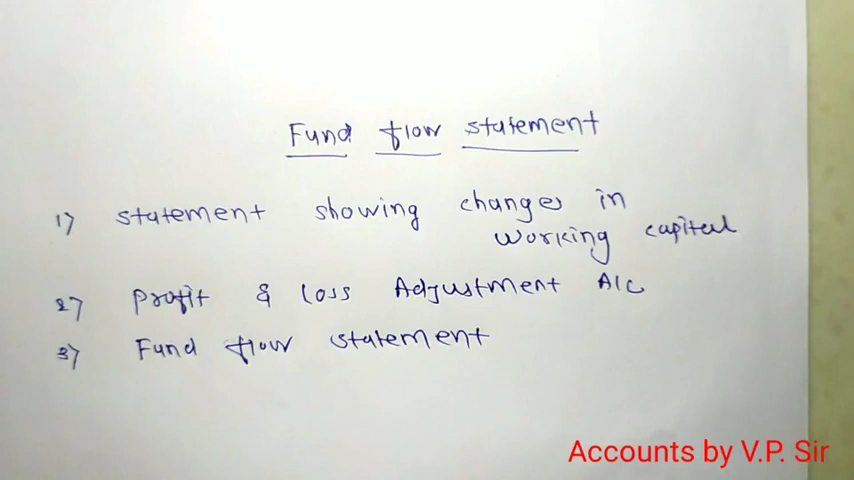 Fund flow statement
1) statement showing changes in
working capital
2) Profit & Loss Adjustment A/C
3) Fund flow statement
Accounts by V.P. Sir